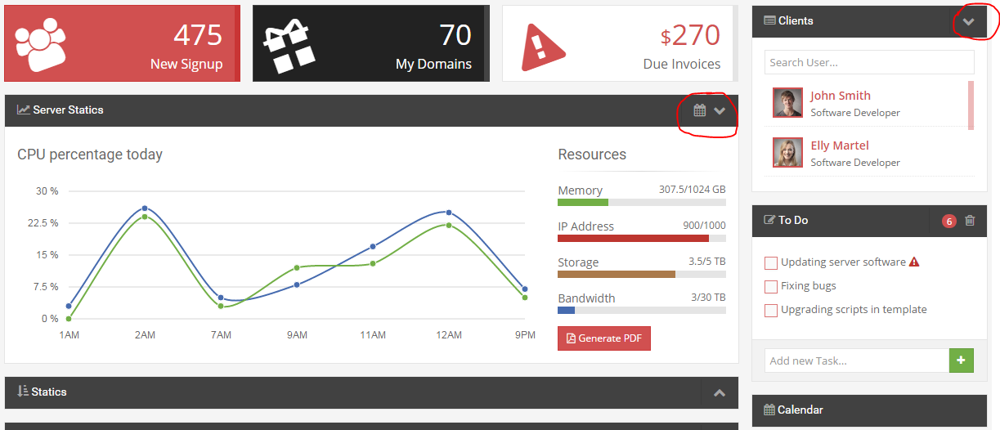 475
New Signup
70
My Domains
$270
Due Invoices
Server Statics
CPU percentage today
30 %
22.5 %
15 %
7.5 %
0 %
1AM 2AM 7AM 9AM 11AM 12AM 9PM
Resources
Memory 307.5/1024 GB
IP Address 900/1000
Storage 3.5/5 TB
Bandwidth 3/30 TB
Generate PDF
Statics
Clients
Search User...
John Smith
Software Developer
Elly Martel
Software Developer
To Do 6
Updating server software
Fixing bugs
Upgrading scripts in template
Add new Task...
Calendar